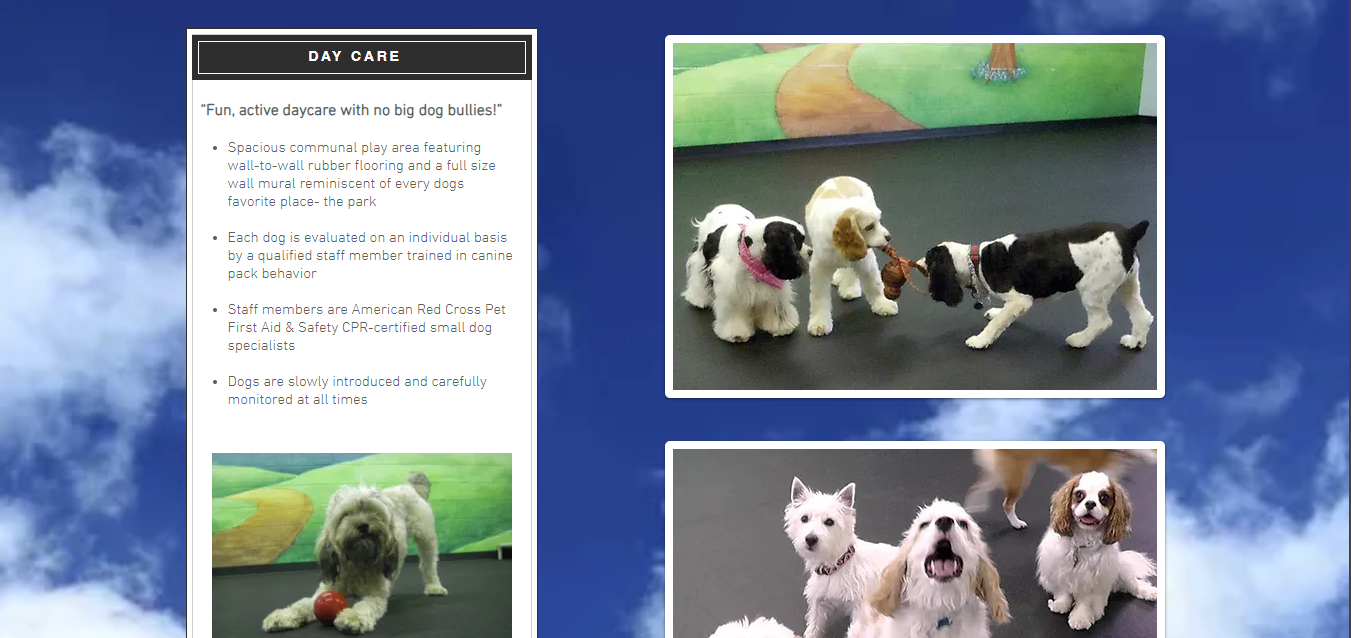 DAY CARE
“Fun, active daycare with no big dog bullies!”
• Spacious communal play area featuring
wall-to-wall rubber flooring and a full size
wall mural reminiscent of every dogs
favorite place- the park
• Each dog is evaluated on an individual basis
by a qualified staff member trained in canine
pack behavior
• Staff members are American Red Cross Pet
First Aid & Safety CPR-certified small dog
specialists
• Dogs are slowly introduced and carefully
monitored at all times